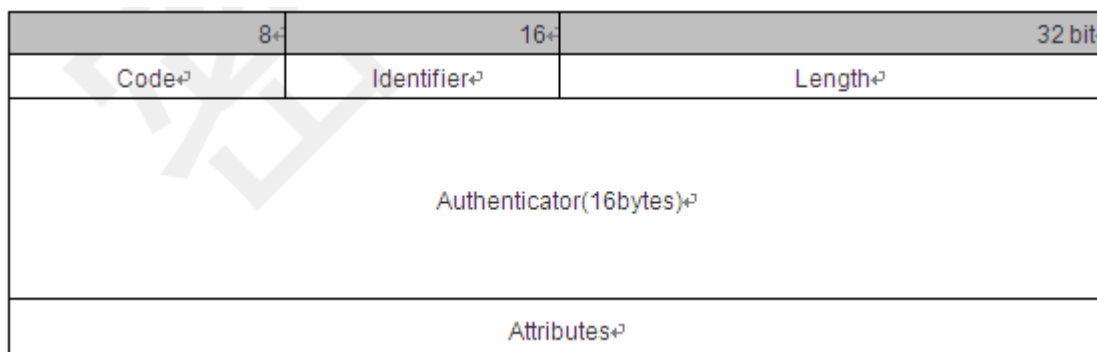 8 16 32 bit
Code Identifier Length
Authenticator(16bytes)
Attributes